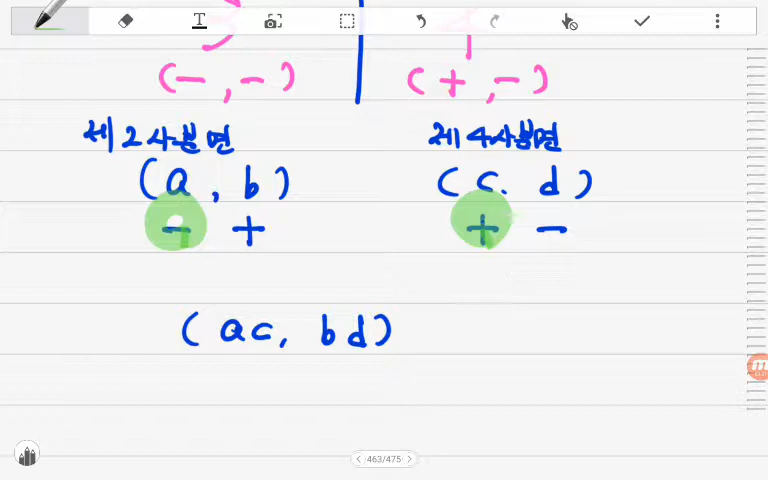 T
(-,-) (+,-)
제2사분면 제4사분면
(a, b) (c. d)
- + + -
(ac, bd)
463/475